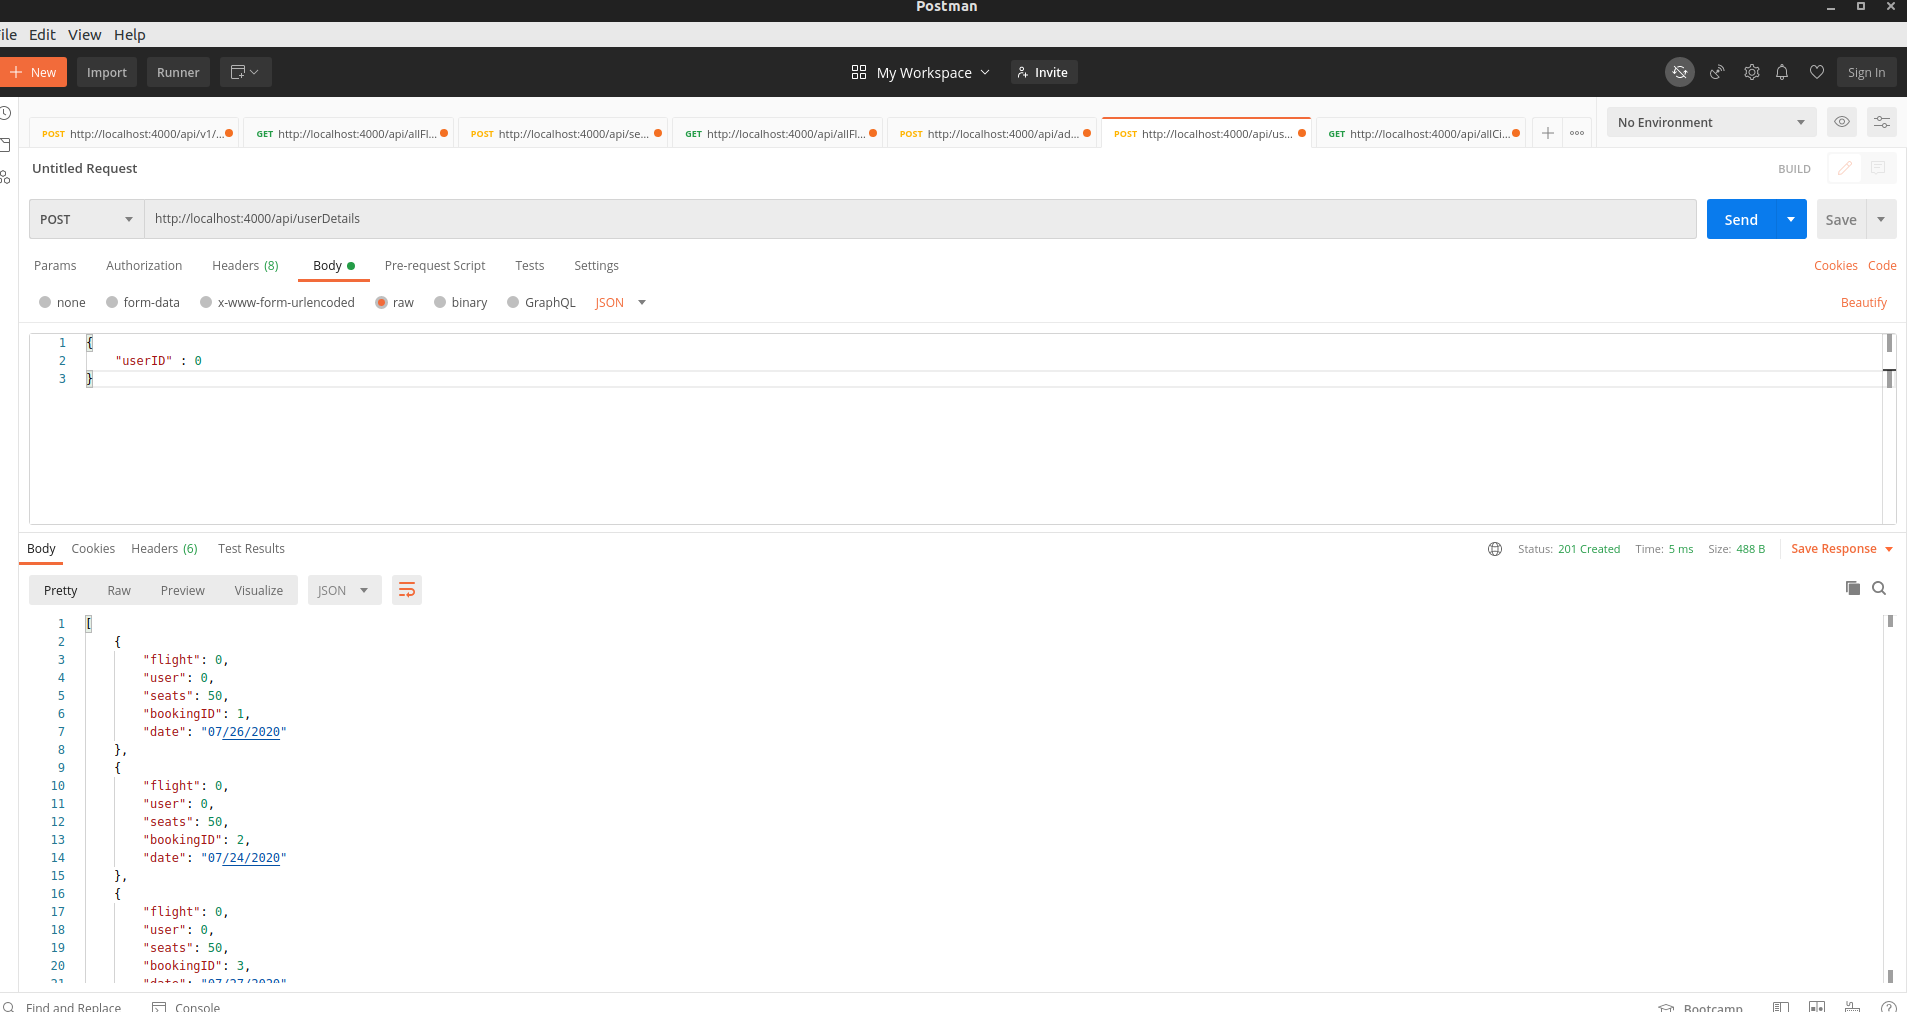 Postman
ile Edit View Help
New Import Runner My Workspace Invite Sign In
POST http://localhost:4000/api/v1/... GET http://localhost:4000/api/allFl... POST http://localhost:4000/api/se... GET http://localhost:4000/api/allFl... POST http://localhost:4000/api/ad... POST http://localhost:4000/api/us... GET http://localhost:4000/api/allCi... No Environment
Untitled Request BUILD
POST http://localhost:4000/api/userDetails Send Save
Params Authorization Headers (8) Body Pre-request Script Tests Settings Cookies Code
none form-data x-www-form-urlencoded raw binary GraphQL JSON Beautify
1 {
2 "userID" : 0
3 }
Body Cookies Headers (6) Test Results Status: 201 Created Time: 5 ms Size: 488 B Save Response
Pretty Raw Preview Visualize JSON
1 [
2 {
3 "flight": 0,
4 "user": 0,
5 "seats": 50,
6 "bookingID": 1,
7 "date": "07/26/2020"
8 },
9 {
10 "flight": 0,
11 "user": 0,
12 "seats": 50,
13 "bookingID": 2,
14 "date": "07/24/2020"
15 },
16 {
17 "flight": 0,
18 "user": 0,
19 "seats": 50,
20 "bookingID": 3,
21 "date": "07/27/2020"
Find and Replace Console Bootcamp